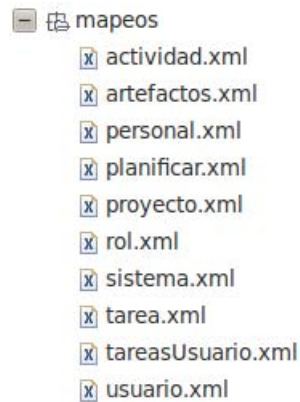 mapeos
actividad.xml
artefactos.xml
personal.xml
planificar.xml
proyecto.xml
rol.xml
sistema.xml
tarea.xml
tareasUsuario.xml
usuario.xml